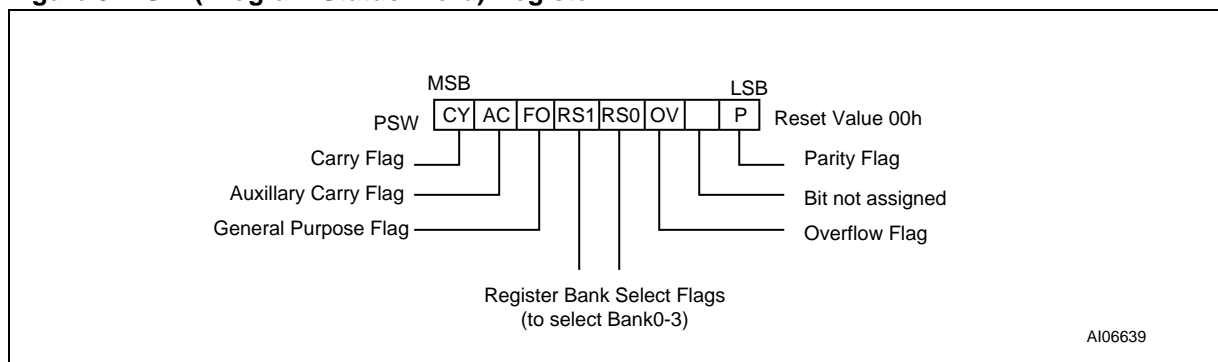 MSB
LSB
PSW CY AC FO RS1 RS0 OV P Reset Value 00h
Carry Flag
Parity Flag
Auxillary Carry Flag
Bit not assigned
General Purpose Flag
Overflow Flag
Register Bank Select Flags
(to select Bank0-3)
AI06639